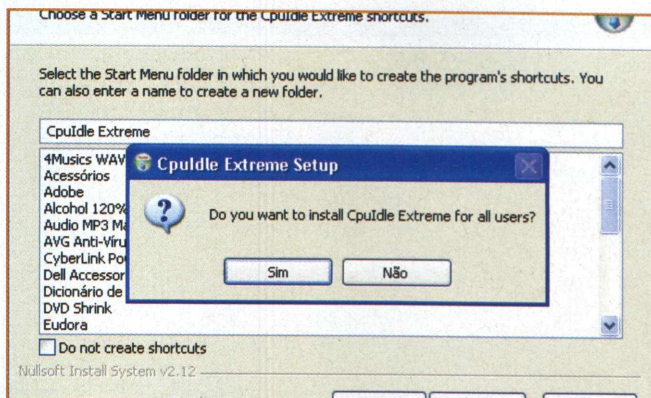 Choose a Start Menu folder for the CpuIdle Extreme shortcuts.
Select the Start Menu folder in which you would like to create the program's shortcuts. You
can also enter a name to create a new folder.
CpuIdle Extreme
4Musics WAV
Acessórios
Adobe
Alcohol 120%
Audio MP3 Ma
AVG Anti-Víru
CyberLink Po
Dell Accessor
Dicionário de
DVD Shrink
Eudora
CpuIdle Extreme Setup
Do you want to install CpuIdle Extreme for all users?
Sim
Não
Do not create shortcuts
Nullsoft Install System v2.12